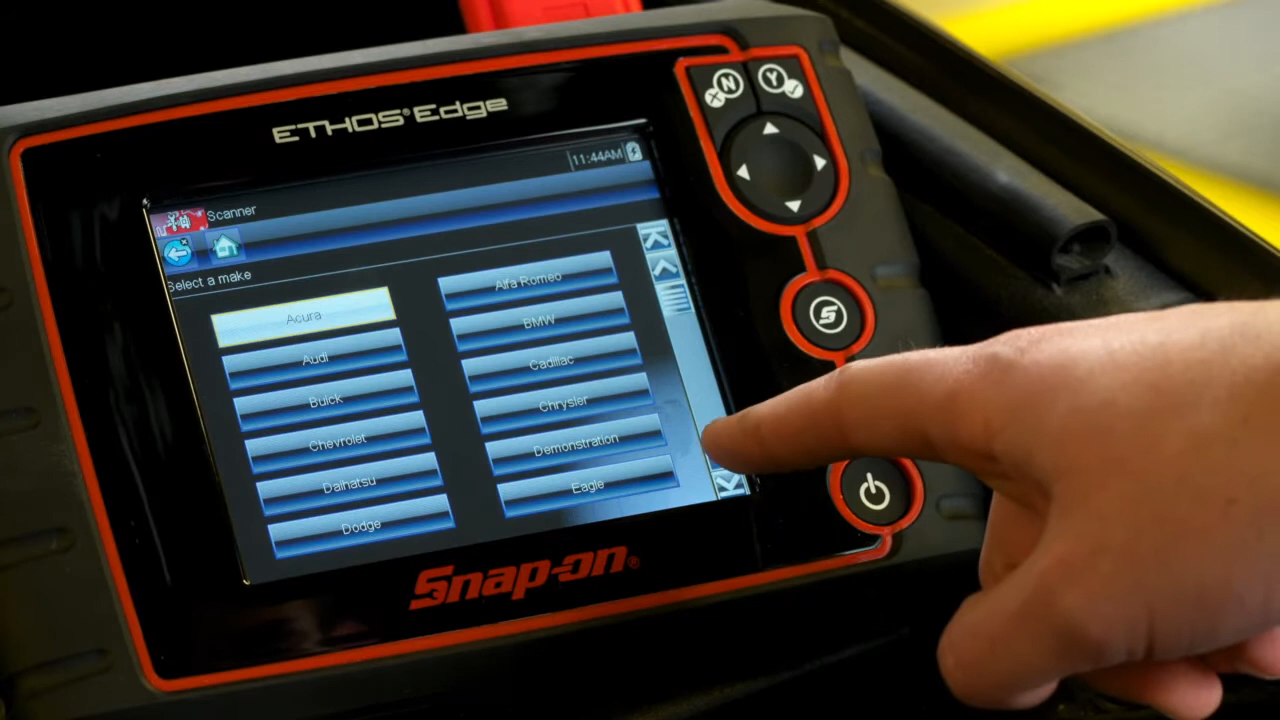 N
Y
ETHOS® Edge
11:44AM
Scanner
Select a make
Acura
Alfa Romeo
Audi
BMW
Buick
Cadillac
Chevrolet
Chrysler
Daihatsu
Demonstration
Dodge
Eagle
S
Snap-on®